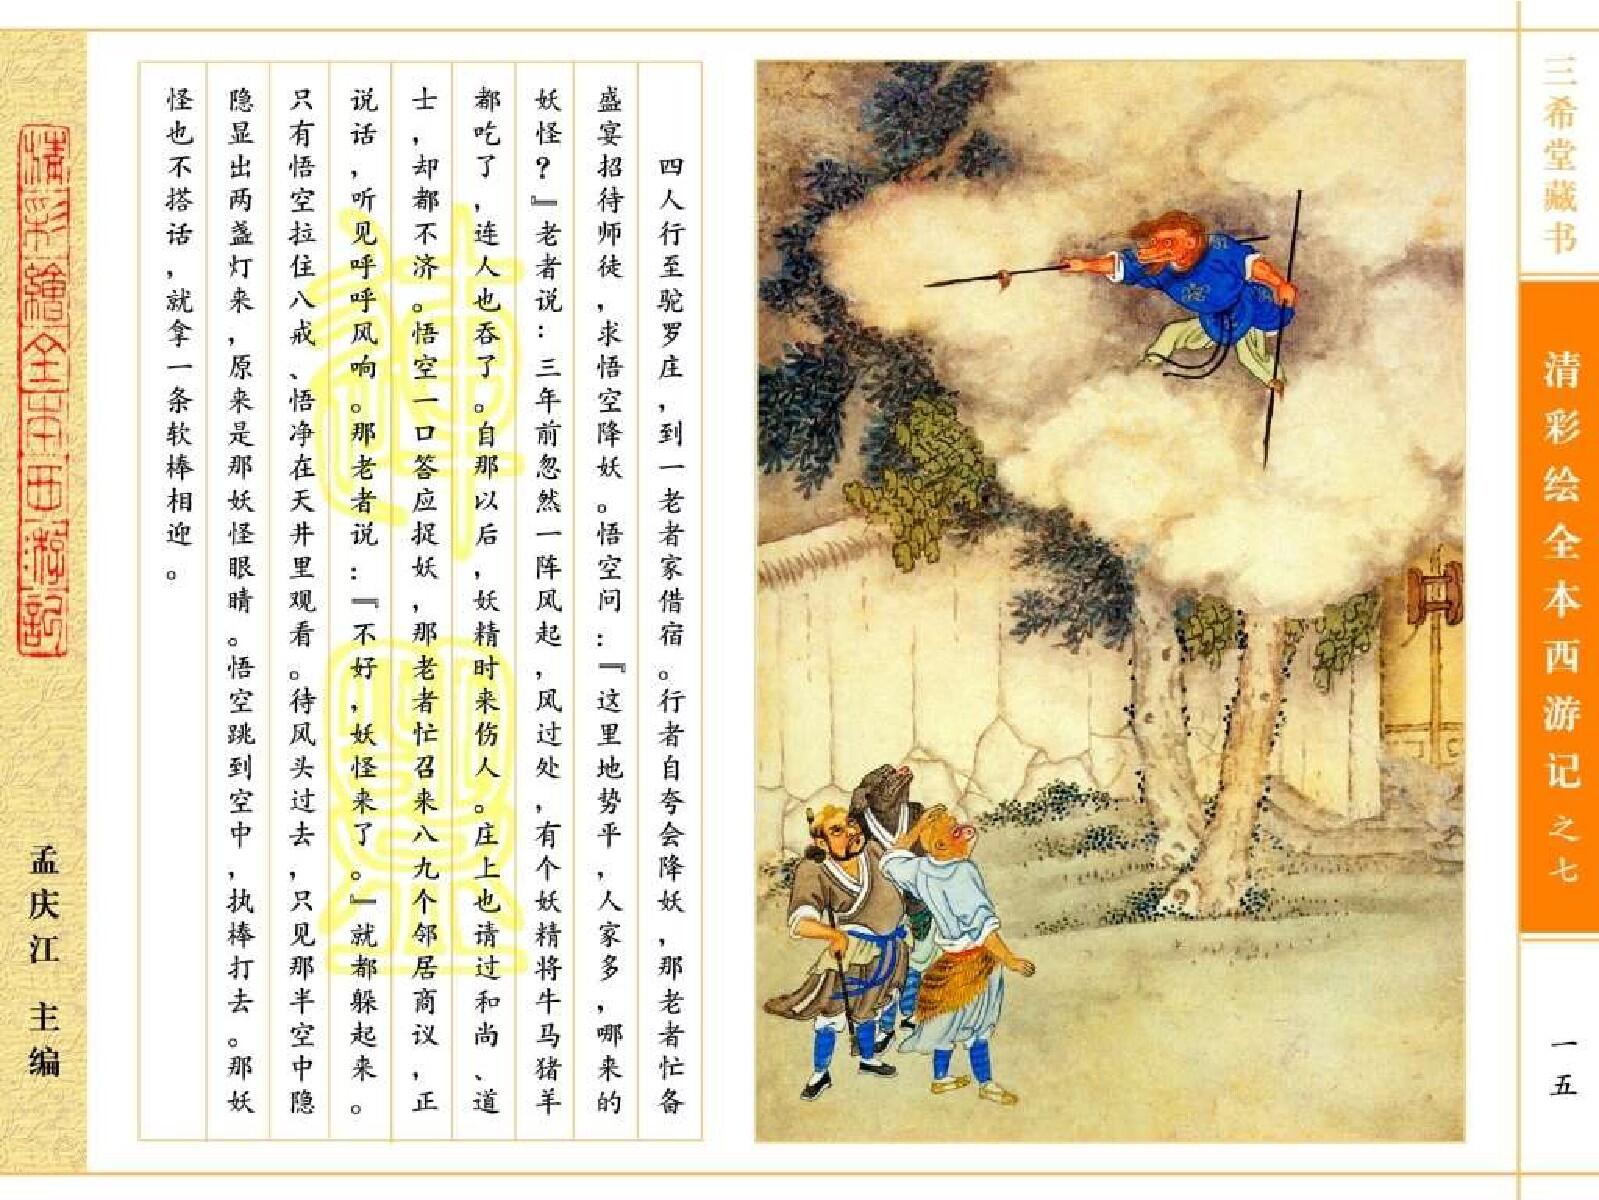 三希堂藏书
清彩绘全本西游记之七
一五
四人行至驼罗庄，到一老者家借宿。行者自夸会降妖，那老者忙备
盛宴招待师徒，求悟空降妖。悟空问：『这里地势平，人家多，哪来的
妖怪？』老者说：三年前忽然一阵风起，风过处，有个妖精将牛马猪羊
都吃了，连人也吞了。自那以后，妖精时来伤人。庄上也请过和尚、道
士，却都不济。悟空一口答应捉妖，那老者忙召来八九个邻居商议，正
说话，听见呼呼风响。那老者说：『不好，妖怪来了。』就都躲起来。
只有悟空拉住八戒、悟净在天井里观看。待风头过去，只见那半空中隐
隐显出两盏灯来，原来是那妖怪眼睛。悟空跳到空中，执棒打去。那妖
怪也不搭话，就拿一条软棒相迎。
清彩繪全本西游記
孟庆江 主编